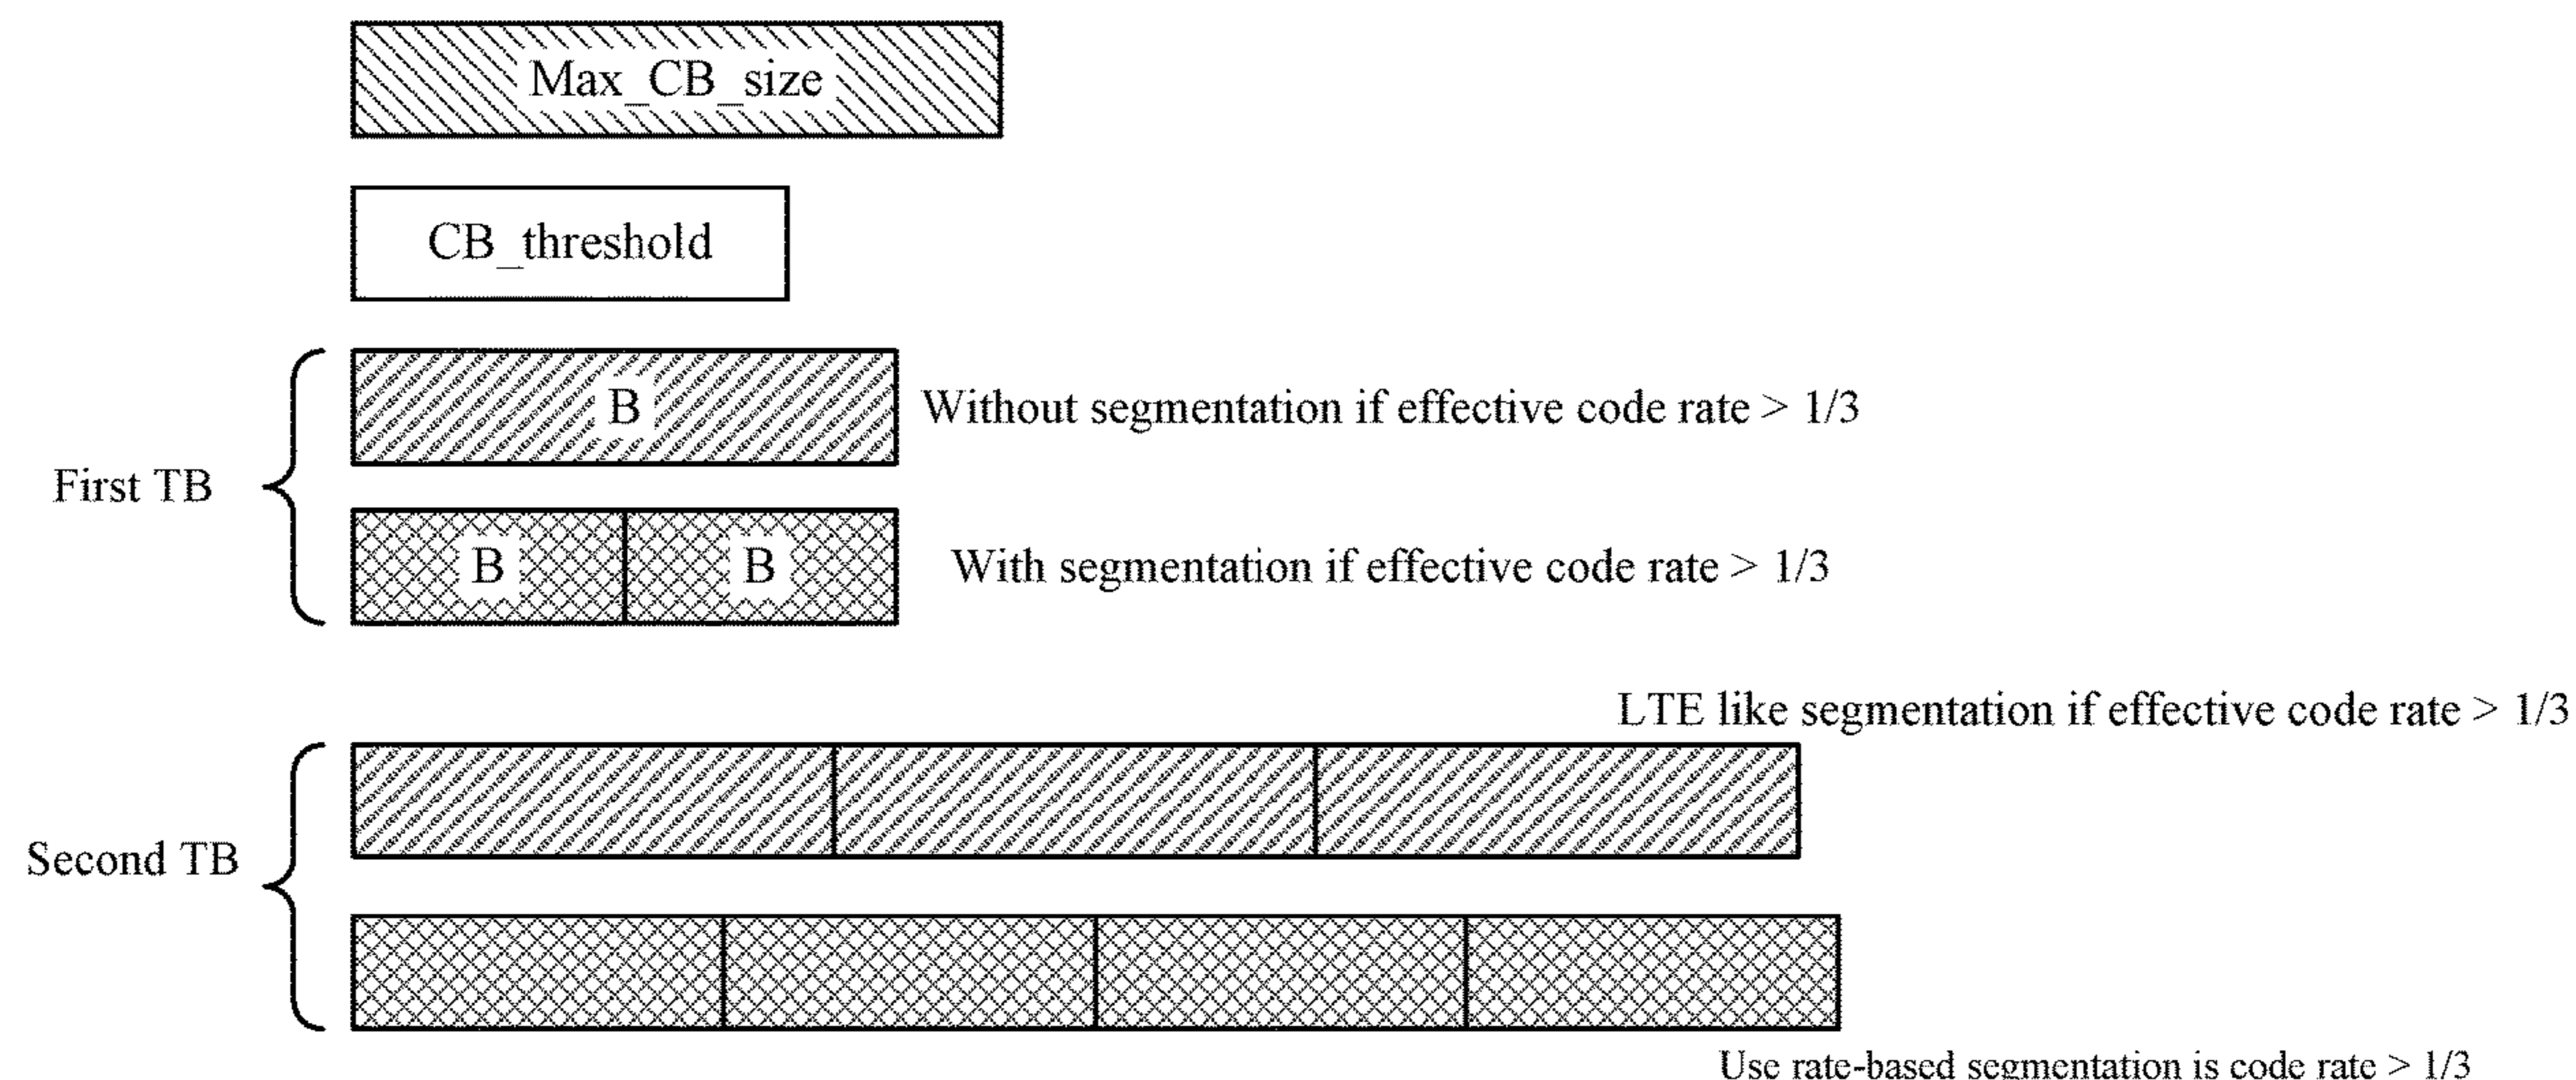 Max_CB_size
CB_threshold
First TB
B
Without segmentation if effective code rate > 1/3
B
B
With segmentation if effective code rate > 1/3
LTE like segmentation if effective code rate > 1/3
Second TB
Use rate-based segmentation is code rate > 1/3